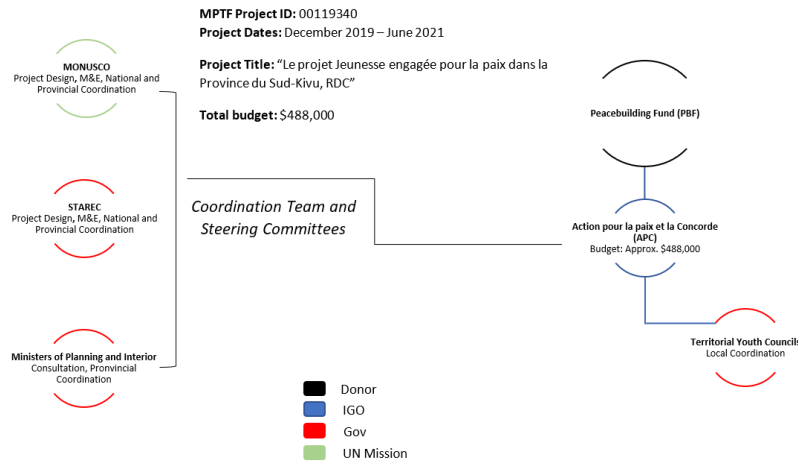 MPTF Project ID: 00119340
Project Dates: December 2019 – June 2021
Project Title: “Le projet Jeunesse engagée pour la paix dans la
Province du Sud-Kivu, RDC”
Total budget: $488,000
MONUSCO
Project Design, M&E, National and
Provincial Coordination
STAREC
Project Design, M&E, National and
Provincial Coordination
Ministers of Planning and Interior
Consultation, Pronvincial
Coordination
Coordination Team and
Steering Committees
Peacebuilding Fund (PBF)
Action pour la paix et la Concorde
(APC)
Budget: Approx. $488,000
Territorial Youth Councils
Local Coordination
Donor
IGO
Gov
UN Mission